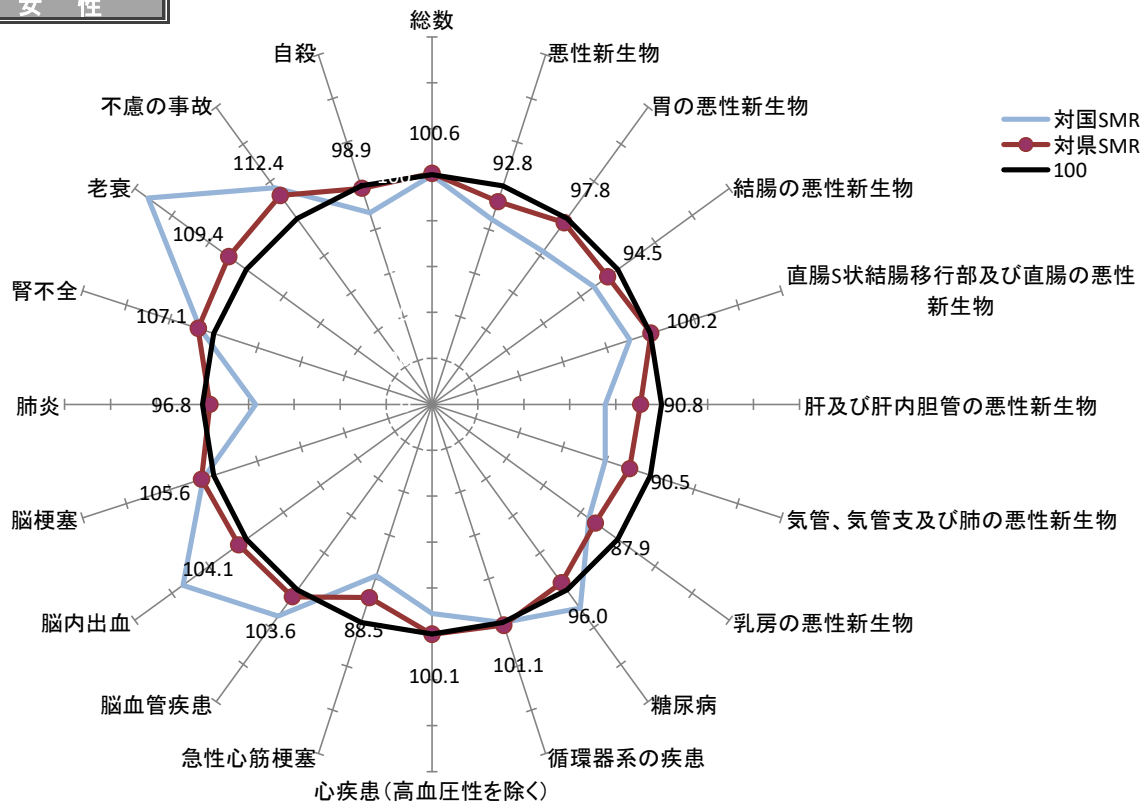 女 性
総数
悪性新生物
胃の悪性新生物
結腸の悪性新生物
直腸S状結腸移行部及び直腸の悪性
新生物
肝及び肝内胆管の悪性新生物
気管、気管支及び肺の悪性新生物
乳房の悪性新生物
糖尿病
循環器系の疾患
心疾患(高血圧性を除く)
急性心筋梗塞
脳血管疾患
脳内出血
脳梗塞
肺炎
腎不全
老衰
不慮の事故
自殺
100.6
92.8
97.8
94.5
100.2
90.8
90.5
87.9
96.0
101.1
100.1
88.5
103.6
104.1
105.6
96.8
107.1
109.4
112.4
98.9
100
対国SMR
対県SMR
100